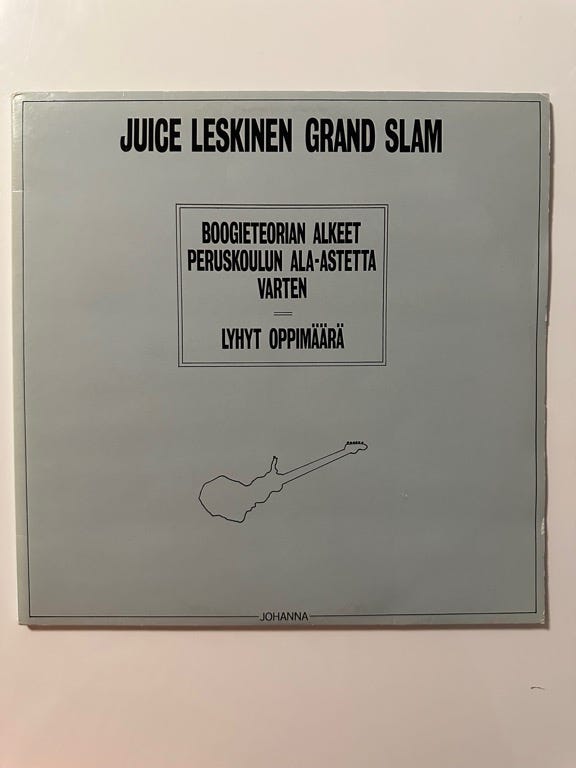 JUICE LESKINEN GRAND SLAM
BOOGIETEORIAN ALKEET
PERUSKOULUN ALA-ASTETTA
VARTEN
LYHYT OPPIMÄÄRÄ
JOHANNA